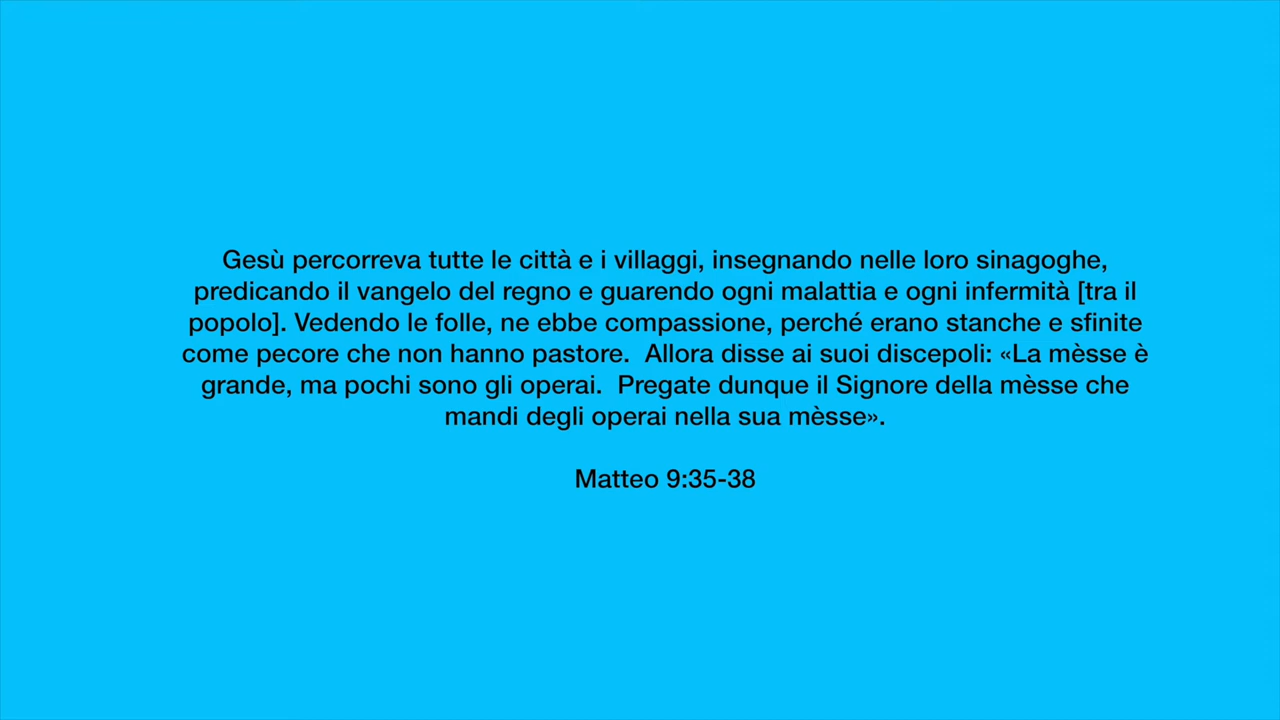 Gesù percorreva tutte le città e i villaggi, insegnando nelle loro sinagoghe,
predicando il vangelo del regno e guarendo ogni malattia e ogni infermità [tra il
popolo]. Vedendo le folle, ne ebbe compassione, perché erano stanche e sfinite
come pecore che non hanno pastore.  Allora disse ai suoi discepoli: «La mèsse è
grande, ma pochi sono gli operai.  Pregate dunque il Signore della mèsse che
mandi degli operai nella sua mèsse».
Matteo 9:35-38